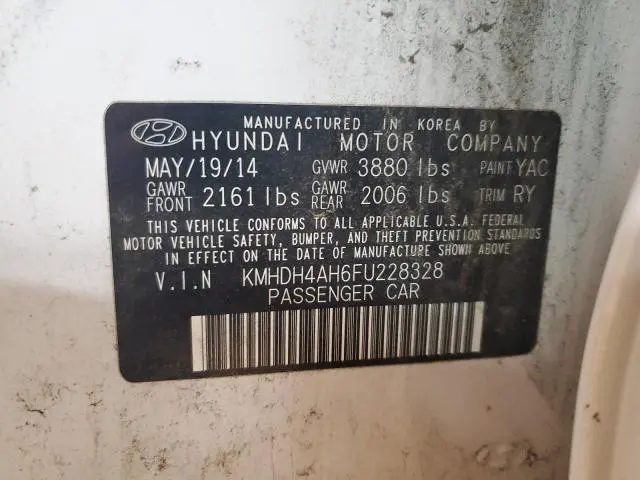 MANUFACTURED IN KOREA BY
HYUNDAI MOTOR COMPANY
MAY/19/14 GVWR 3880 lbs PAINT YAC
GAWR FRONT 2161 lbs GAWR REAR 2006 lbs TRIM RY
THIS VEHICLE CONFORMS TO ALL APPLICABLE U.S.A. FEDERAL
MOTOR VEHICLE SAFETY, BUMPER, AND THEFT PREVENTION STANDARDS
IN EFFECT ON THE DATE OF MANUFACTURE SHOWN ABOVE.
V.I.N KMHDH4AH6FU228328
PASSENGER CAR